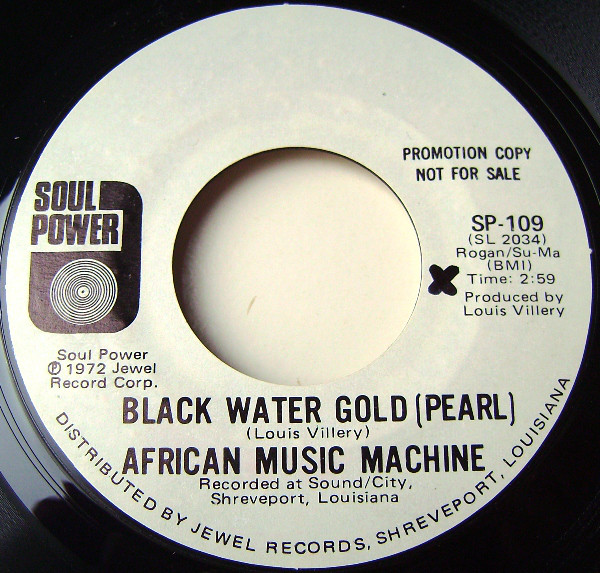 PROMOTION COPY
NOT FOR SALE
SOUL
POWER
SP-109
(SL 2034)
Rogan/Su-Ma
(BMI)
Time: 2:59
Produced by
Louis Villery
Soul Power
℗ 1972 Jewel
Record Corp.
BLACK WATER GOLD (PEARL)
(Louis Villery)
AFRICAN MUSIC MACHINE
Recorded at Sound/City,
Shreveport, Louisiana
DISTRIBUTED BY JEWEL RECORDS, SHREVEPORT, LOUISIANA